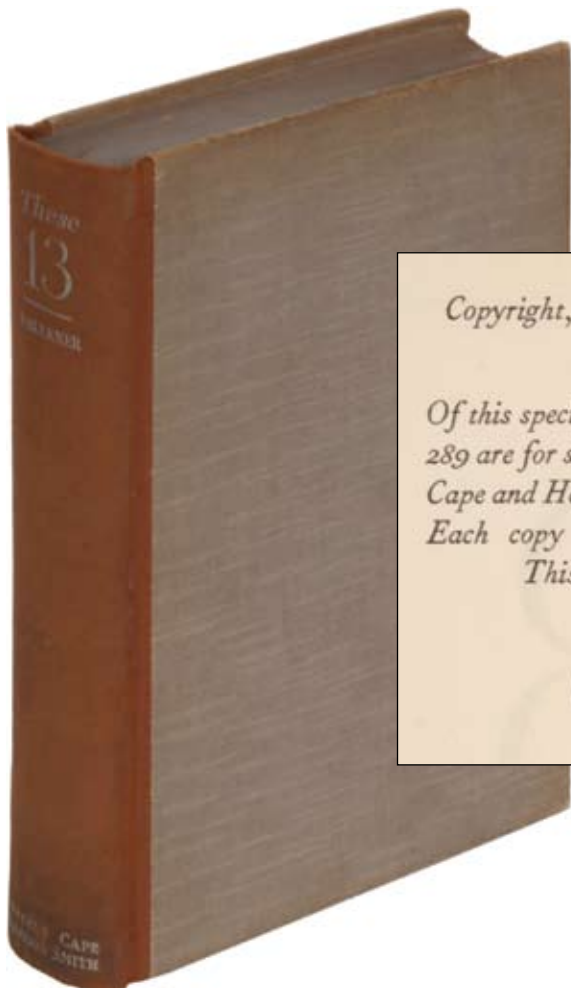 These
13
FAULKNER
CAPE
SMITH
Copyright,
Of this speci
289 are for s
Cape and H
Each copy
This